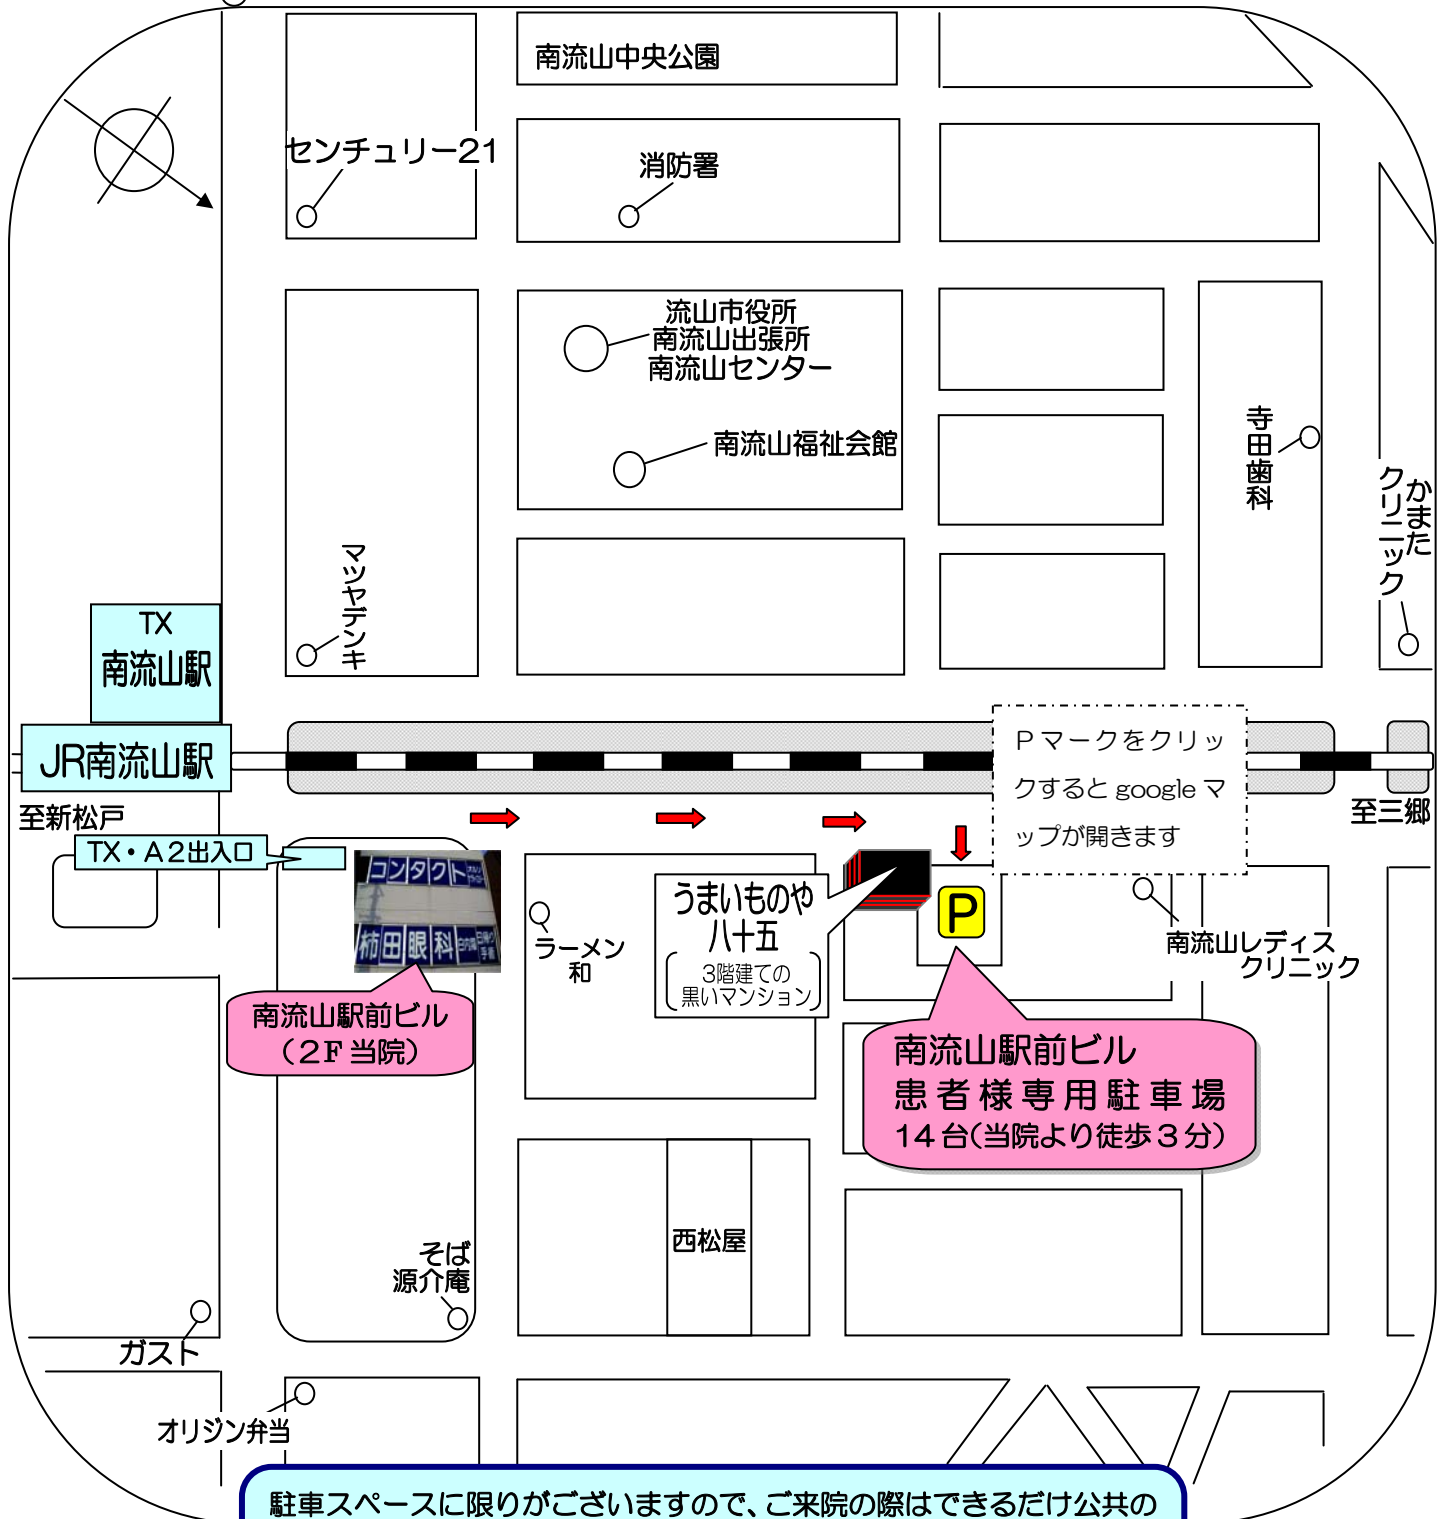 南流山中央公園
センチュリー21
消防署
流山市役所
南流山出張所
南流山センター
南流山福祉会館
寺田歯科
かまた
クリニック
マツヤデンキ
TX
南流山駅
JR南流山駅
Pマークをクリッ
クすると google マ
ップが開きます
至新松戸
至三郷
TX・A2出入口
コンタクト
柿田眼科
ラーメン
和
うまいものや
八十五
3階建ての
黒いマンション
P
南流山レディス
クリニック
南流山駅前ビル
（2F 当院）
南流山駅前ビル
患者様専用駐車場
14台(当院より徒歩3分)
西松屋
そば
源介庵
ガスト
オリジン弁当
駐車スペースに限りがございますので、ご来院の際はできるだけ公共の